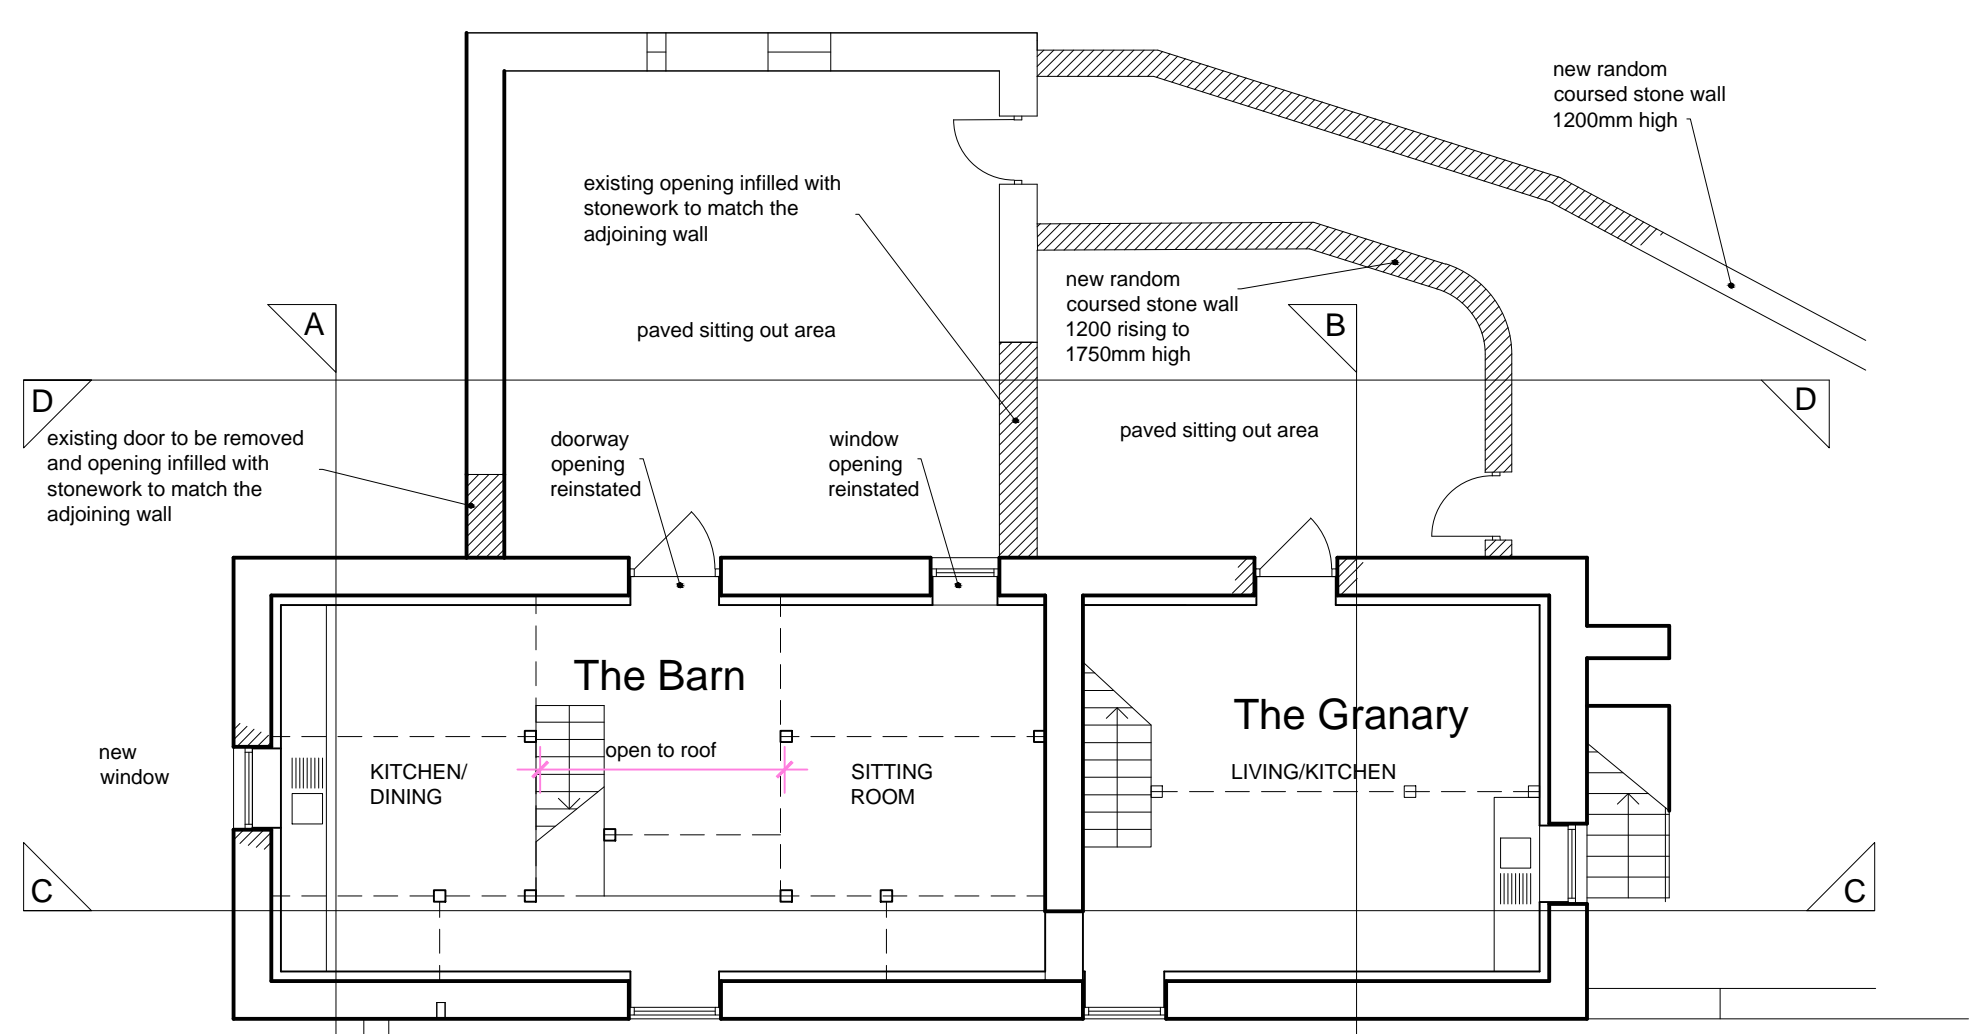 new random
coursed stone wall
1200mm high
existing opening infilled with
stonework to match the
adjoining wall
new random
coursed stone wall
1200 rising to
1750mm high
A
B
paved sitting out area
D
D
existing door to be removed
and opening infilled with
stonework to match the
adjoining wall
doorway
opening
reinstated
window
opening
reinstated
paved sitting out area
The Barn
The Granary
new
window
open to roof
KITCHEN/
DINING
SITTING
ROOM
LIVING/KITCHEN
C
C